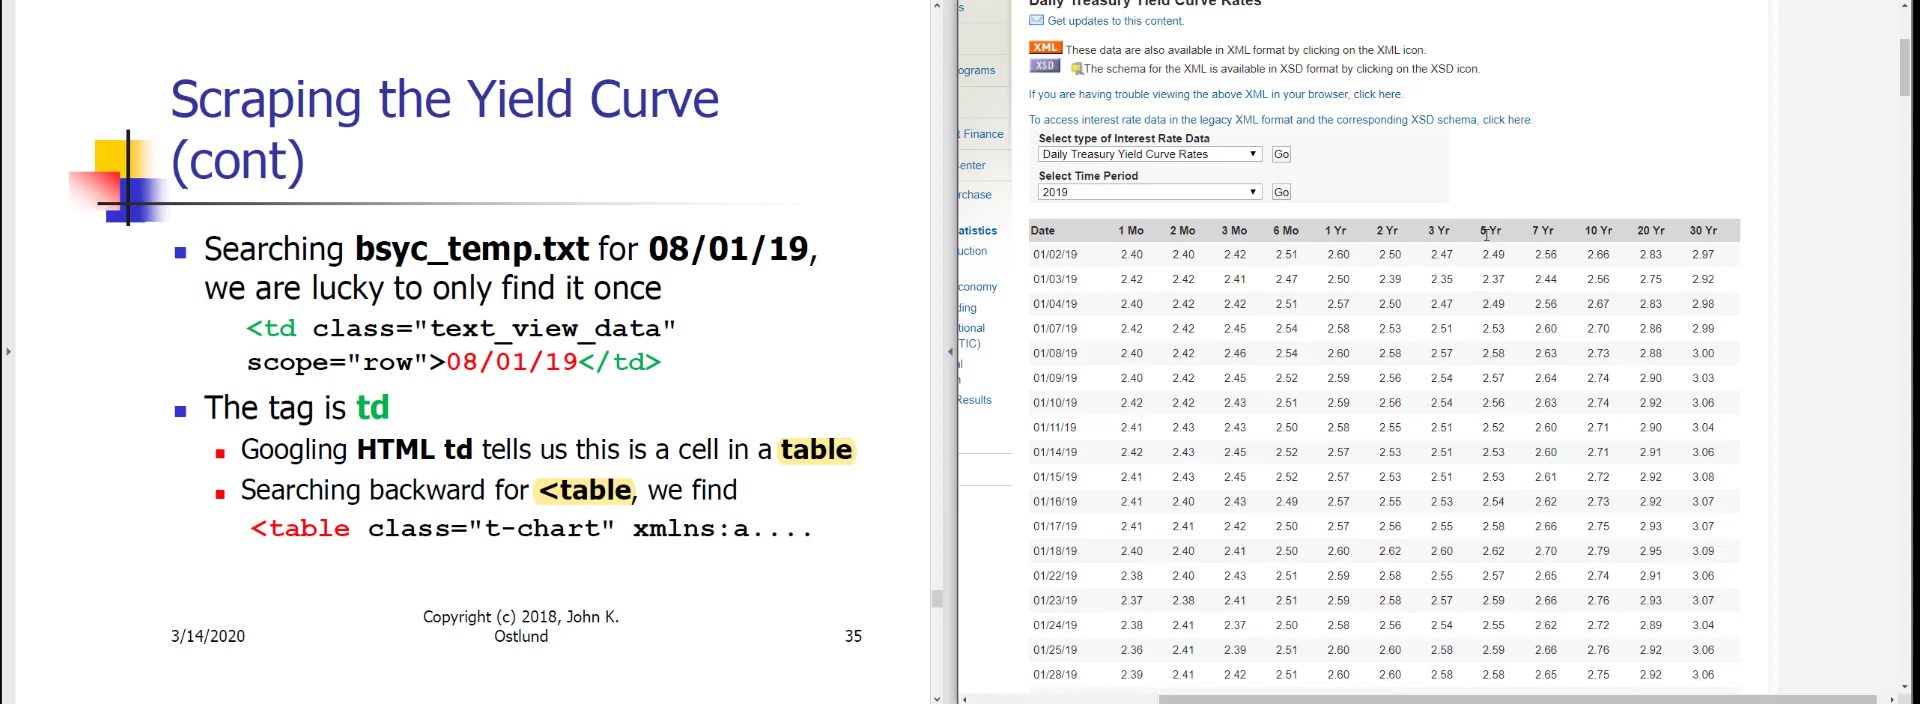 Scraping the Yield Curve
(cont)
Searching bsyc_temp.txt for 08/01/19,
we are lucky to only find it once
<td class="text_view_data"
scope="row">08/01/19</td>
The tag is td
Googling HTML td tells us this is a cell in a table
Searching backward for <table, we find
<table class="t-chart" xmlns:a....
3/14/2020
Copyright (c) 2018, John K.
Ostlund
35
s
ograms
t Finance
enter
rchase
atistics
uction
conomy
ding
tional
TIC)
al
n
Results
Daily Treasury Yield Curve Rates
Get updates to this content.
XML These data are also available in XML format by clicking on the XML icon.
XSD The schema for the XML is available in XSD format by clicking on the XSD icon.
If you are having trouble viewing the above XML in your browser, click here.
To access interest rate data in the legacy XML format and the corresponding XSD schema, click here.
Select type of Interest Rate Data
Daily Treasury Yield Curve Rates Go
Select Time Period
2019 Go
Date 1 Mo 2 Mo 3 Mo 6 Mo 1 Yr 2 Yr 3 Yr 5 Yr 7 Yr 10 Yr 20 Yr 30 Yr
01/02/19 2.40 2.40 2.42 2.51 2.60 2.50 2.47 2.49 2.56 2.66 2.83 2.97
01/03/19 2.42 2.42 2.41 2.47 2.50 2.39 2.35 2.37 2.44 2.56 2.75 2.92
01/04/19 2.40 2.42 2.42 2.51 2.57 2.50 2.47 2.49 2.56 2.67 2.83 2.98
01/07/19 2.42 2.42 2.45 2.54 2.58 2.53 2.51 2.53 2.60 2.70 2.86 2.99
01/08/19 2.40 2.42 2.46 2.54 2.60 2.58 2.57 2.58 2.63 2.73 2.88 3.00
01/09/19 2.40 2.42 2.45 2.52 2.59 2.56 2.54 2.57 2.64 2.74 2.90 3.03
01/10/19 2.42 2.42 2.43 2.51 2.59 2.56 2.54 2.56 2.63 2.74 2.92 3.06
01/11/19 2.41 2.43 2.43 2.50 2.58 2.55 2.51 2.52 2.60 2.71 2.90 3.04
01/14/19 2.42 2.43 2.45 2.52 2.57 2.53 2.51 2.53 2.60 2.71 2.91 3.06
01/15/19 2.41 2.43 2.45 2.52 2.57 2.53 2.51 2.53 2.61 2.72 2.92 3.08
01/16/19 2.41 2.40 2.43 2.49 2.57 2.55 2.53 2.54 2.62 2.73 2.92 3.07
01/17/19 2.41 2.41 2.42 2.50 2.57 2.56 2.55 2.58 2.66 2.75 2.93 3.07
01/18/19 2.40 2.40 2.41 2.50 2.60 2.62 2.60 2.62 2.70 2.79 2.95 3.09
01/22/19 2.38 2.40 2.43 2.51 2.59 2.58 2.55 2.57 2.65 2.74 2.91 3.06
01/23/19 2.37 2.38 2.41 2.51 2.59 2.58 2.57 2.59 2.66 2.76 2.93 3.07
01/24/19 2.38 2.41 2.37 2.50 2.58 2.56 2.54 2.55 2.62 2.72 2.89 3.04
01/25/19 2.36 2.41 2.39 2.51 2.60 2.60 2.58 2.59 2.66 2.76 2.92 3.06
01/28/19 2.39 2.41 2.42 2.51 2.60 2.60 2.58 2.58 2.65 2.75 2.92 3.06